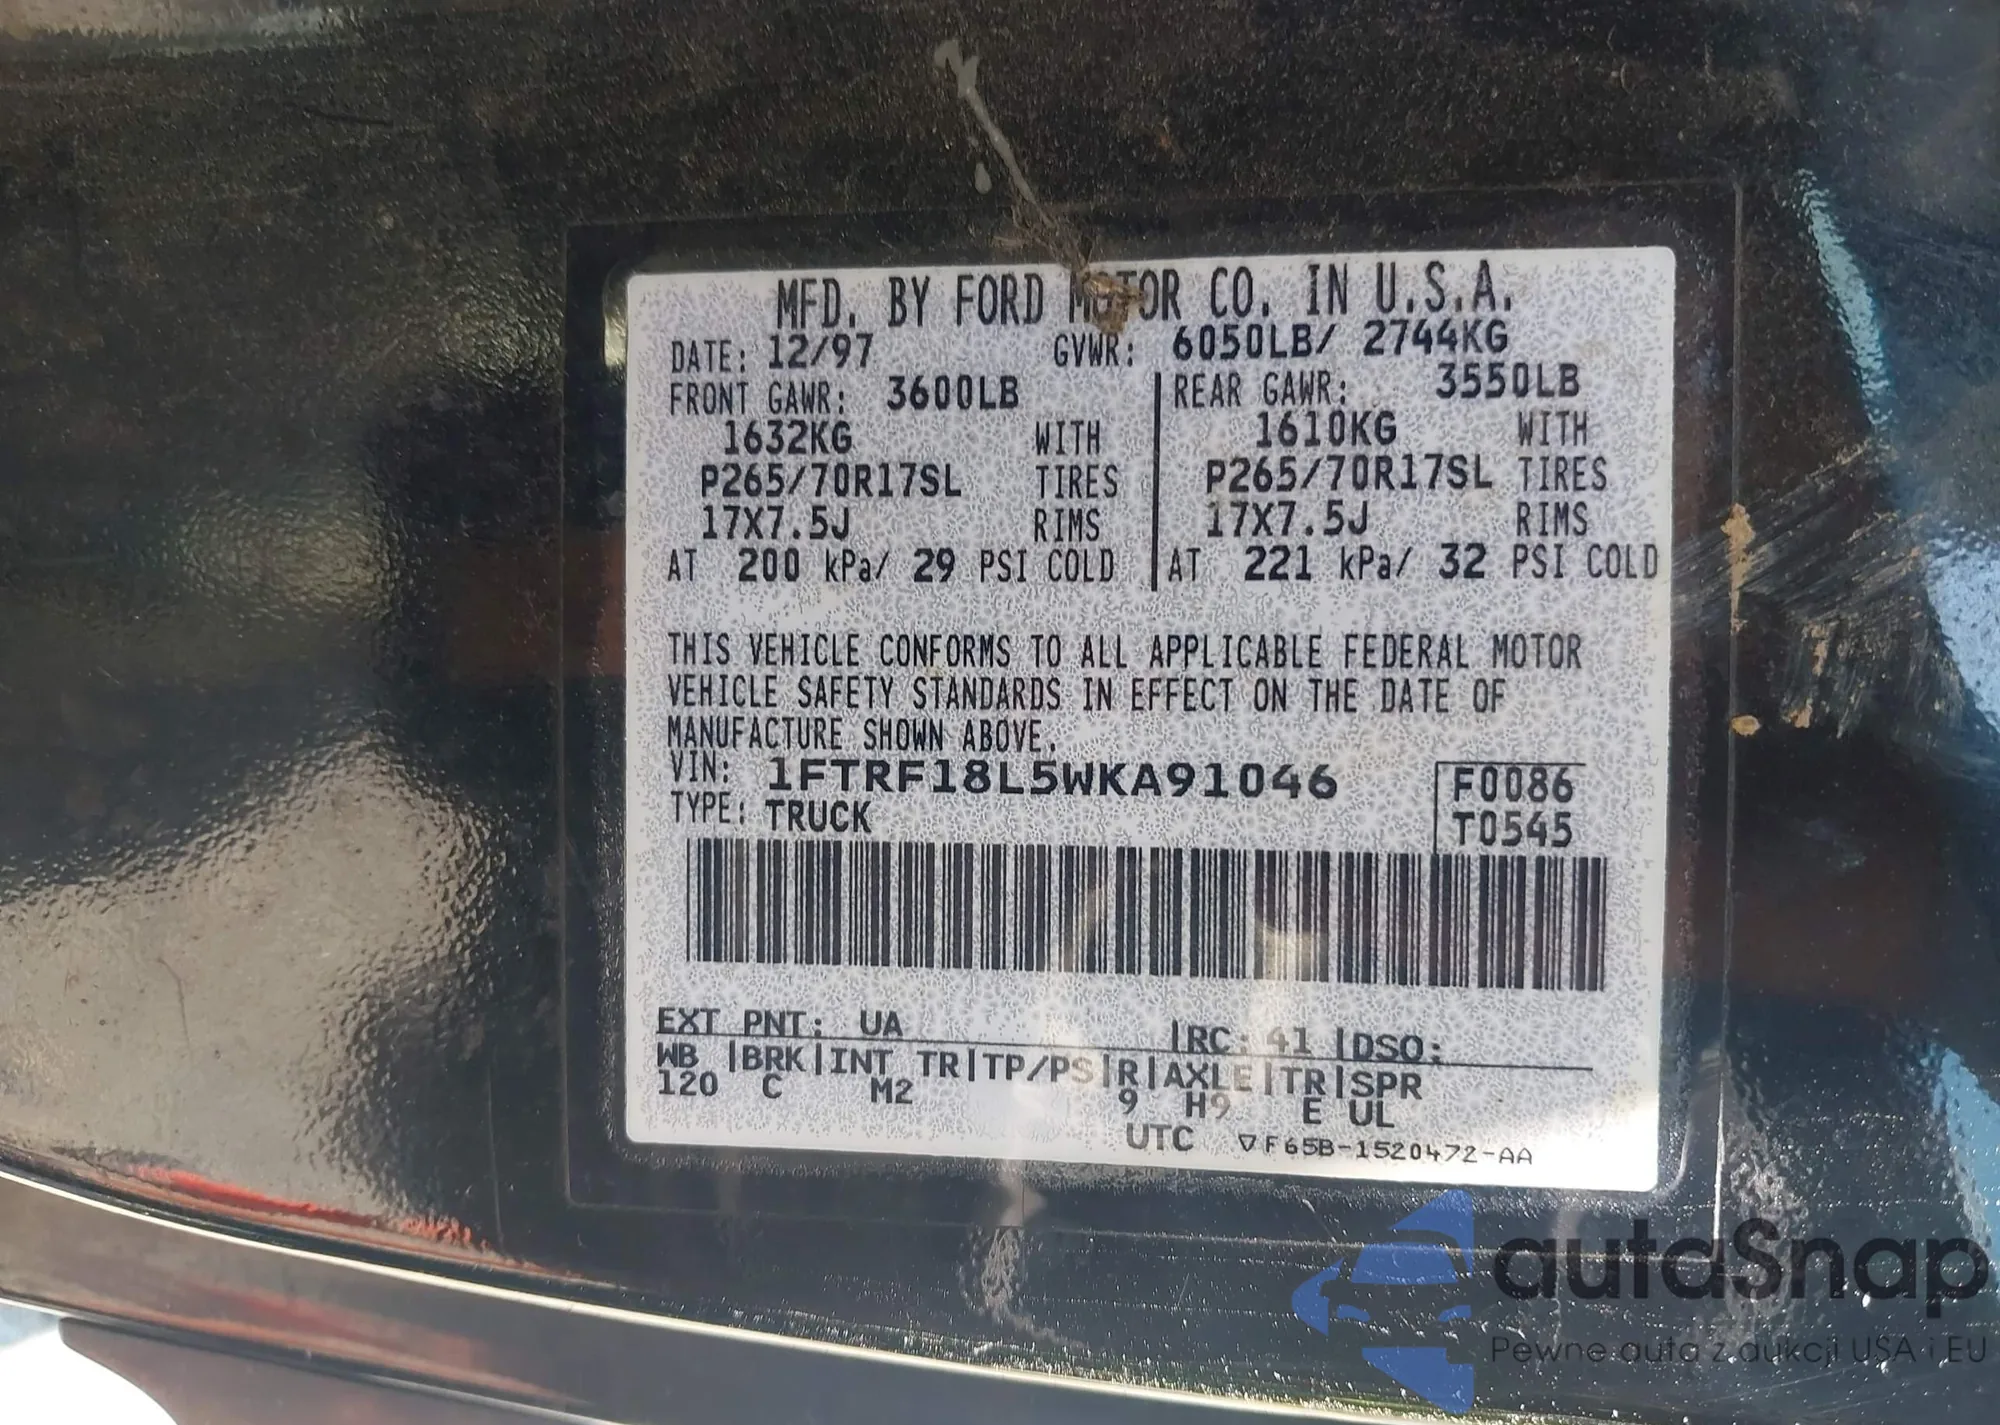 MFD. BY FORD MOTOR CO. IN U.S.A.
DATE: 12/97 GVWR: 6050LB/ 2744KG
FRONT GAWR: 3600LB REAR GAWR: 3550LB
1632KG WITH 1610KG WITH
P265/70R17SL TIRES P265/70R17SL TIRES
17X7.5J RIMS 17X7.5J RIMS
AT 200 kPa/ 29 PSI COLD AT 221 kPa/ 32 PSI COLD
THIS VEHICLE CONFORMS TO ALL APPLICABLE FEDERAL MOTOR
VEHICLE SAFETY STANDARDS IN EFFECT ON THE DATE OF
MANUFACTURE SHOWN ABOVE.
VIN: 1FTRF18L5WKA91046 F0086
TYPE: TRUCK T0545
EXT PNT: UA |RC: 41 |DSO:
WB |BRK|INT TR|TP/PS|R|AXLE|TR|SPR
120 C M2 9 H9 E UL
UTC ▽F65B-1520472-AA
autaSnap
Pewne auta z aukcji USA i EU